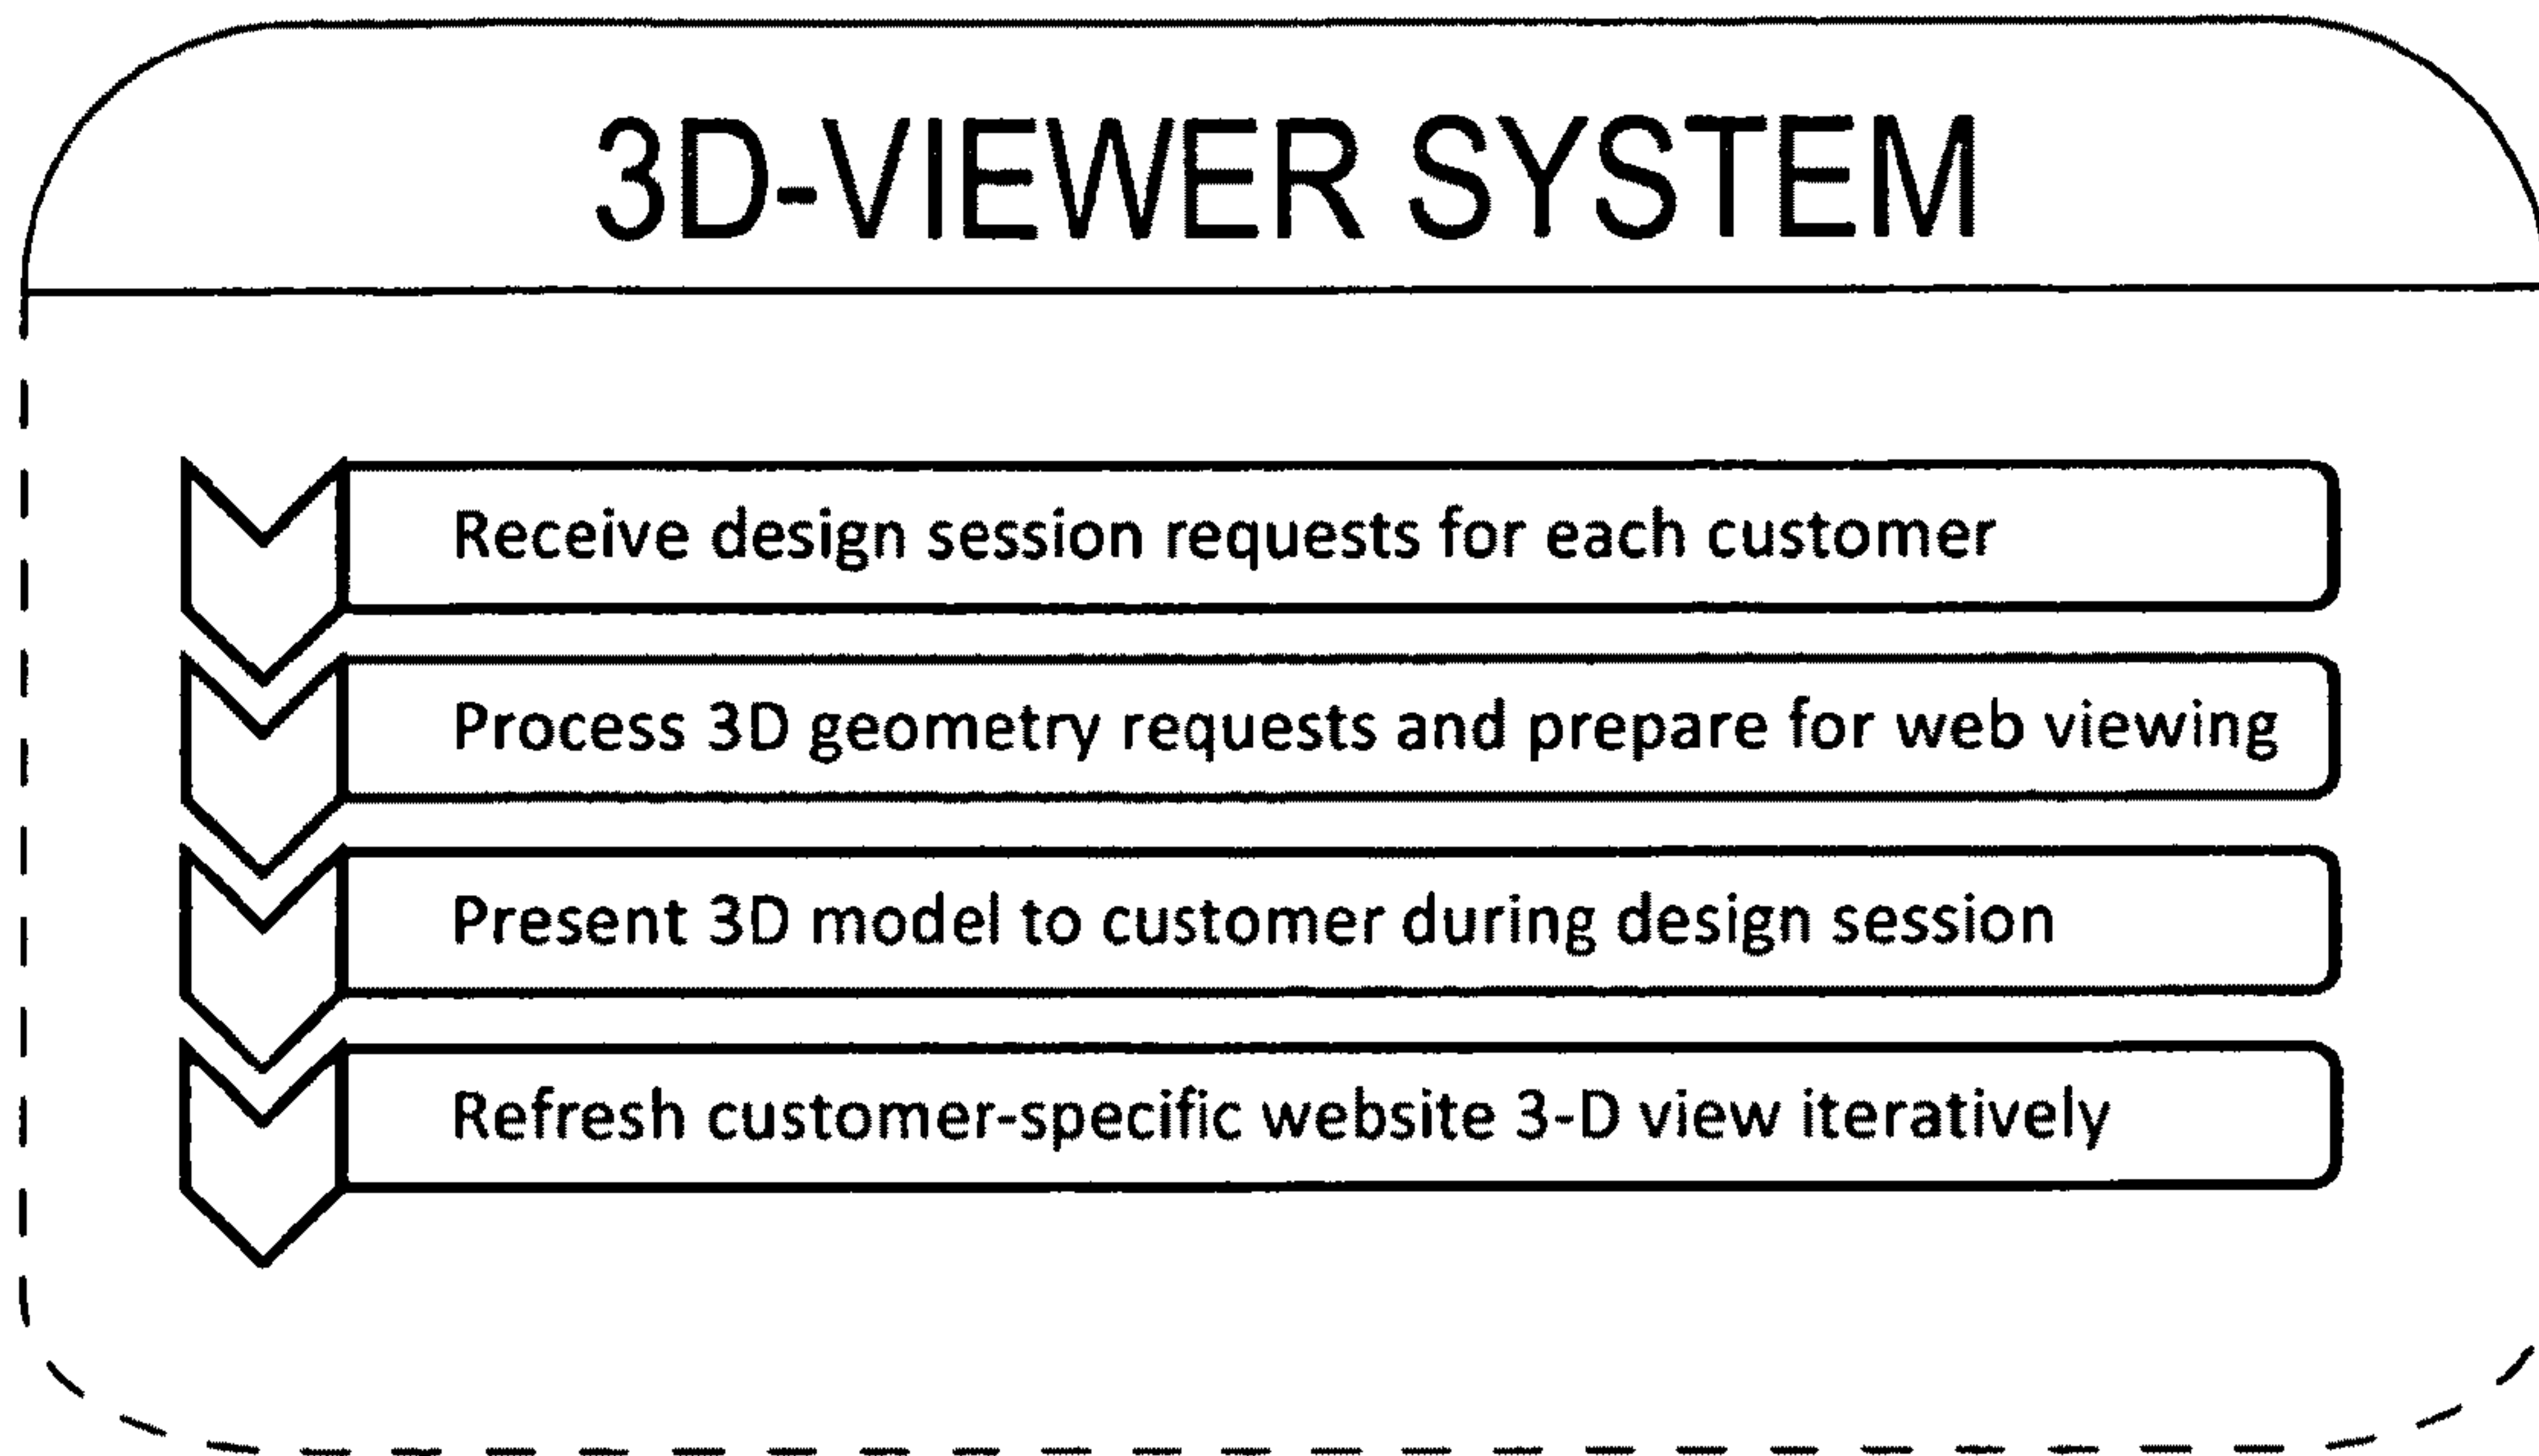 3D-VIEWER SYSTEM
Receive design session requests for each customer
Process 3D geometry requests and prepare for web viewing
Present 3D model to customer during design session
Refresh customer-specific website 3-D view iteratively